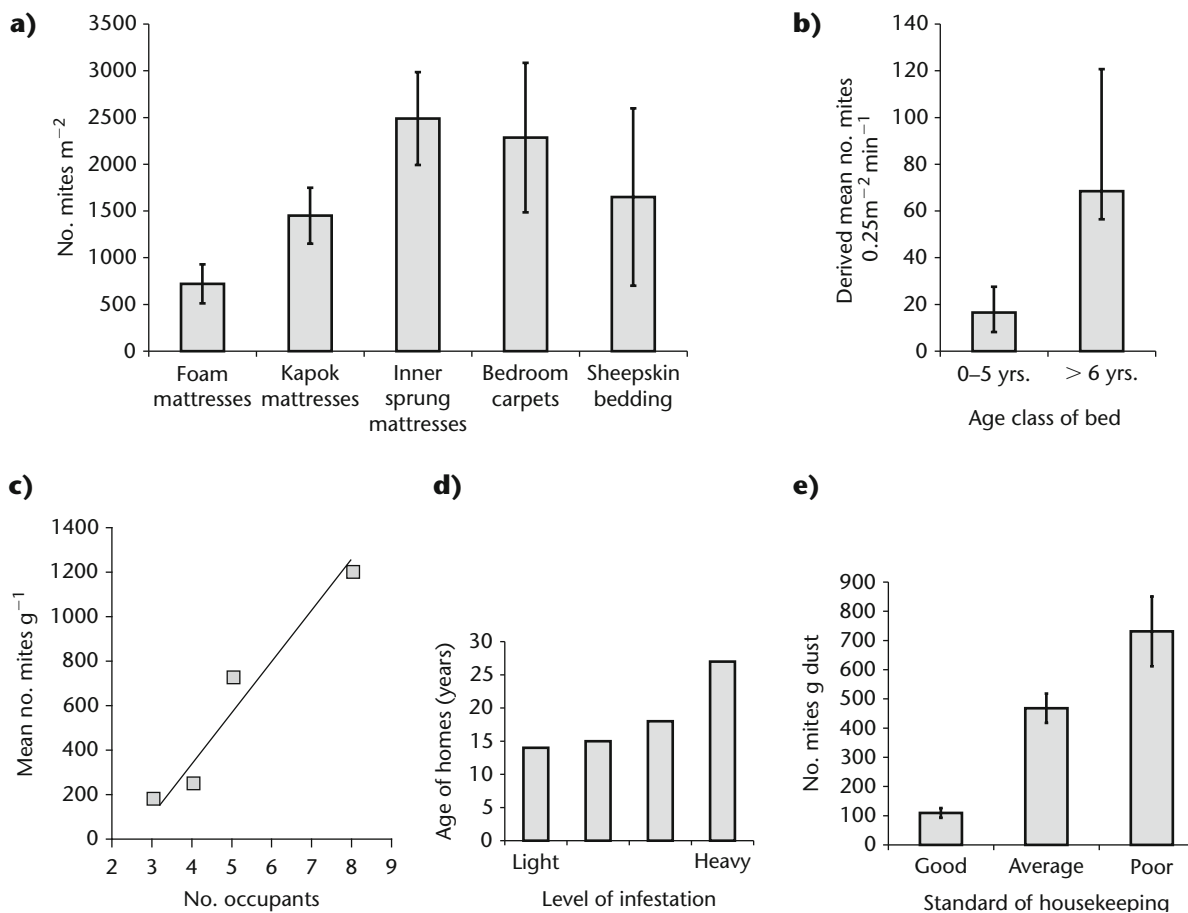 a)
No. mites m−2
3500
3000
2500
2000
1500
1000
500
0
Foam
mattresses
Kapok
mattresses
Inner
sprung
mattresses
Bedroom
carpets
Sheepskin
bedding
b)
Derived mean no. mites
0.25m−2 min−1
140
120
100
80
60
40
20
0
0–5 yrs.
> 6 yrs.
Age class of bed
c)
Mean no. mites g−1
1400
1200
1000
800
600
400
200
0
2 3 4 5 6 7 8 9
No. occupants
d)
Age of homes (years)
30
25
20
15
10
5
0
Light
Heavy
Level of infestation
e)
No. mites g dust
900
800
700
600
500
400
300
200
100
0
Good
Average
Poor
Standard of housekeeping